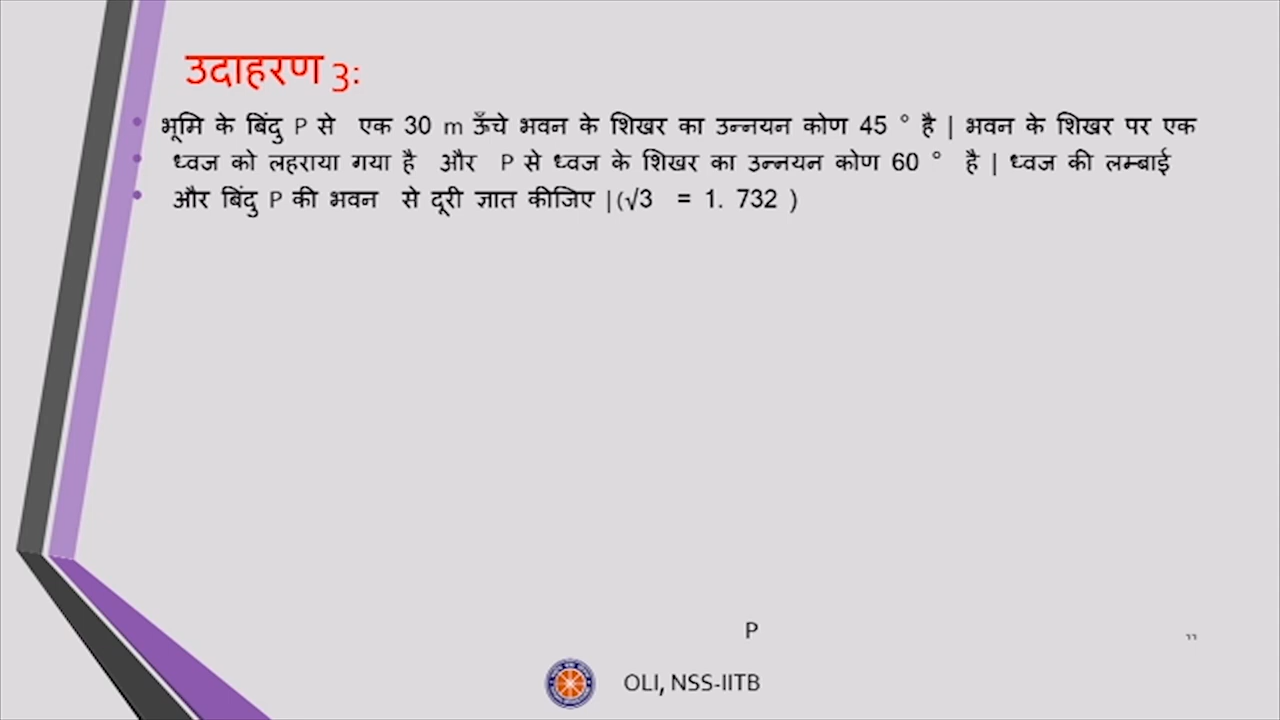 उदाहरण 3:
भूमि के बिंदु P से एक 30 m ऊँचे भवन के शिखर का उन्नयन कोण 45 ° है | भवन के शिखर पर एक
ध्वज को लहराया गया है और P से ध्वज के शिखर का उन्नयन कोण 60 ° है | ध्वज की लम्बाई
और बिंदु P की भवन से दूरी ज्ञात कीजिए |(√3 = 1. 732 )
P
OLI, NSS-IITB